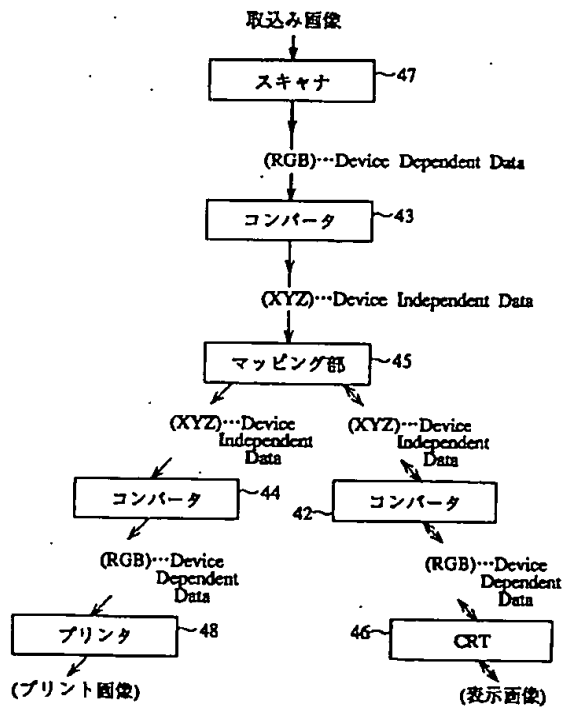 取込み画像
スキャナ
47
(RGB)…Device Dependent Data
コンバータ
43
(XYZ)…Device Independent Data
マッピング部
45
(XYZ)…Device
Independent
Data
(XYZ)…Device
Independent
Data
コンバータ
44
42
コンバータ
(RGB)…Device
Dependent
Data
(RGB)…Device
Dependent
Data
プリンタ
48
46
CRT
(プリント画像)
(表示画像)